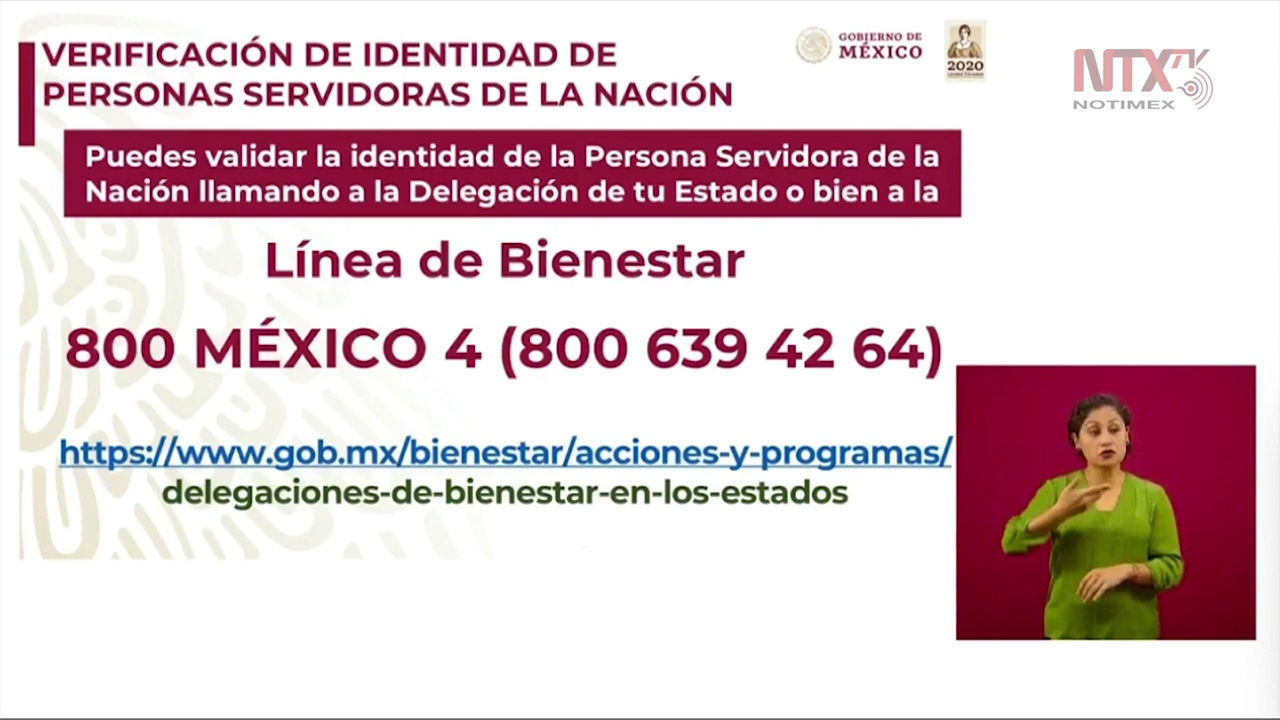 VERIFICACIÓN DE IDENTIDAD DE
PERSONAS SERVIDORAS DE LA NACIÓN
GOBIERNO DE
MÉXICO
2020
NTX
NOTIMEX
Puedes validar la identidad de la Persona Servidora de la
Nación llamando a la Delegación de tu Estado o bien a la
Línea de Bienestar
800 MÉXICO 4 (800 639 42 64)
https://www.gob.mx/bienestar/acciones-y-programas/
delegaciones-de-bienestar-en-los-estados